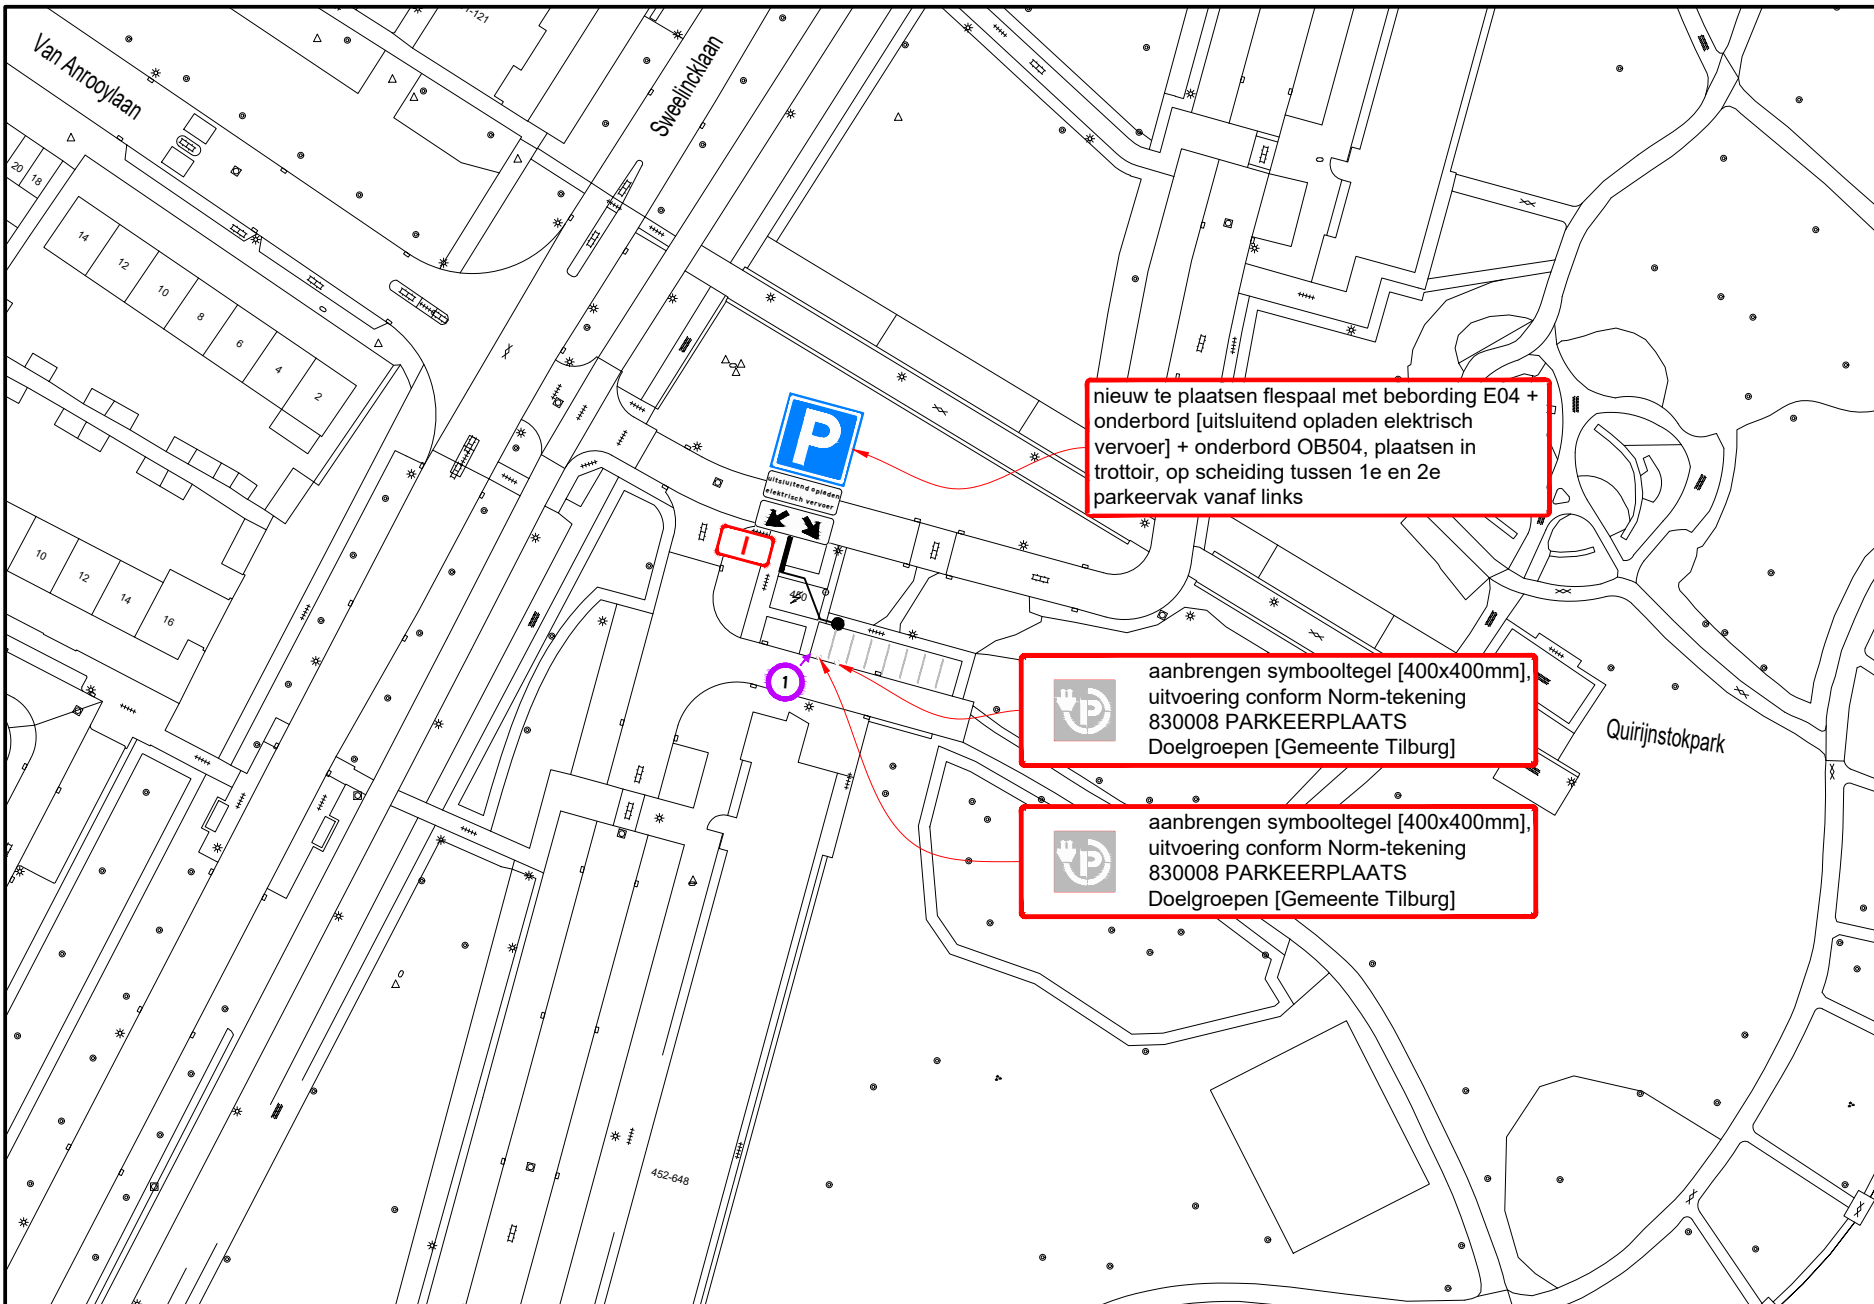 Van Anrooylaan
Sweelincklaan
20
18
14
12
10
8
6
4
2
10
12
14
16
P
uitsluitend opladen
elektrisch vervoer
nieuw te plaatsen flespaal met bebording E04 +
onderbord [uitsluitend opladen elektrisch
vervoer] + onderbord OB504, plaatsen in
trottoir, op scheiding tussen 1e en 2e
parkeervak vanaf links
I
450
1
P
aanbrengen symbooltegel [400x400mm],
uitvoering conform Norm-tekening
830008 PARKEERPLAATS
Doelgroepen [Gemeente Tilburg]
Quirijnstokpark
P
aanbrengen symbooltegel [400x400mm],
uitvoering conform Norm-tekening
830008 PARKEERPLAATS
Doelgroepen [Gemeente Tilburg]
452-648